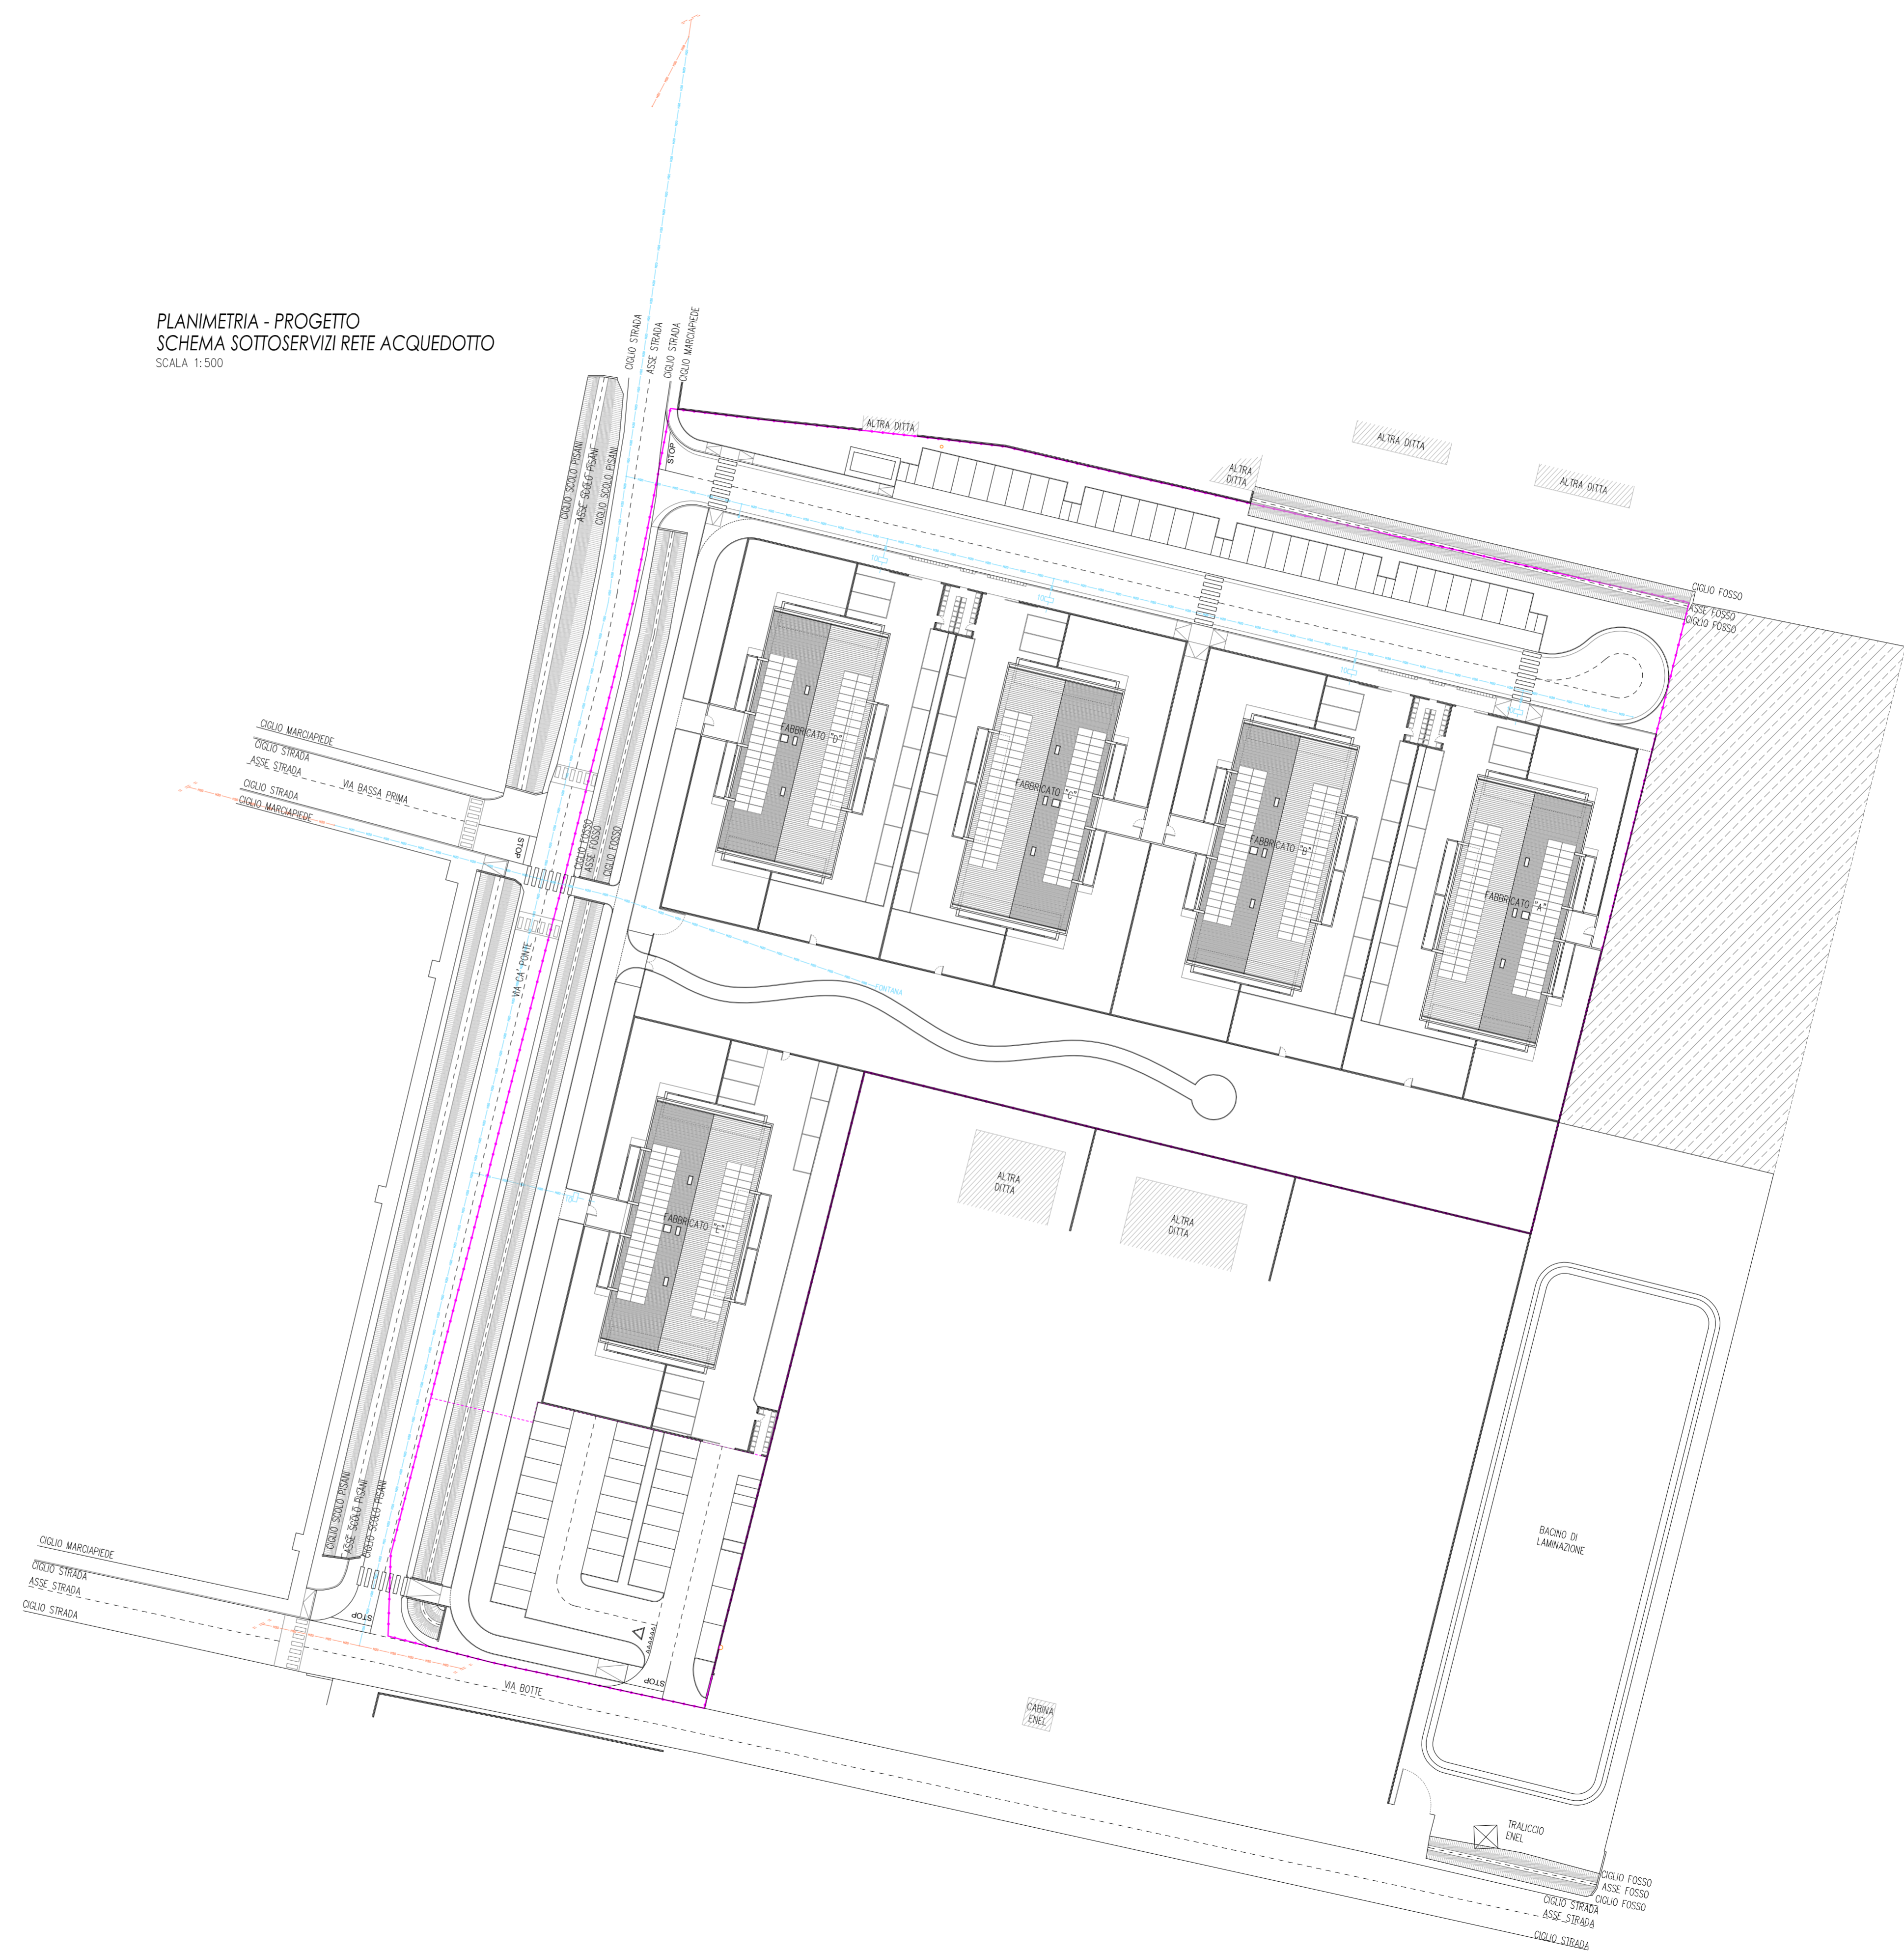 PLANIMETRIA - PROGETTO
SCHEMA SOTTOSERVIZI RETE ACQUEDOTTO
SCALA 1:500
CIGLIO STRADA
ASSE STRADA
CIGLIO STRADA
CIGLIO MARCIAPIEDE
STOP
CIGLIO SCOLO PISANI
ASSE SCOLO PISANI
CIGLIO SCOLO PISANI
ALTRA DITTA
ALTRA DITTA
ALTRA
DITTA
ALTRA DITTA
CIGLIO FOSSO
ASSE FOSSO
CIGLIO FOSSO
FABBRICATO "D"
FABBRICATO "C"
FABBRICATO "B"
FABBRICATO "A"
CIGLIO MARCIAPIEDE
CIGLIO STRADA
ASSE STRADA
VIA BASSA PRIMA
CIGLIO STRADA
CIGLIO MARCIAPIEDE
STOP
CIGLIO FOSSO
ASSE FOSSO
CIGLIO FOSSO
VIA CA' PONTE
FONTANA
FABBRICATO "E"
ALTRA
DITTA
ALTRA
DITTA
CIGLIO SCOLO PISANI
ASSE SCOLO PISANI
CIGLIO SCOLO PISANI
CIGLIO MARCIAPIEDE
CIGLIO STRADA
ASSE STRADA
CIGLIO STRADA
STOP
STOP
VIA BOTTE
CABINA
ENEL
BACINO DI
LAMINAZIONE
TRALICCIO
ENEL
CIGLIO FOSSO
ASSE FOSSO
CIGLIO FOSSO
CIGLIO STRADA
ASSE STRADA
CIGLIO STRADA